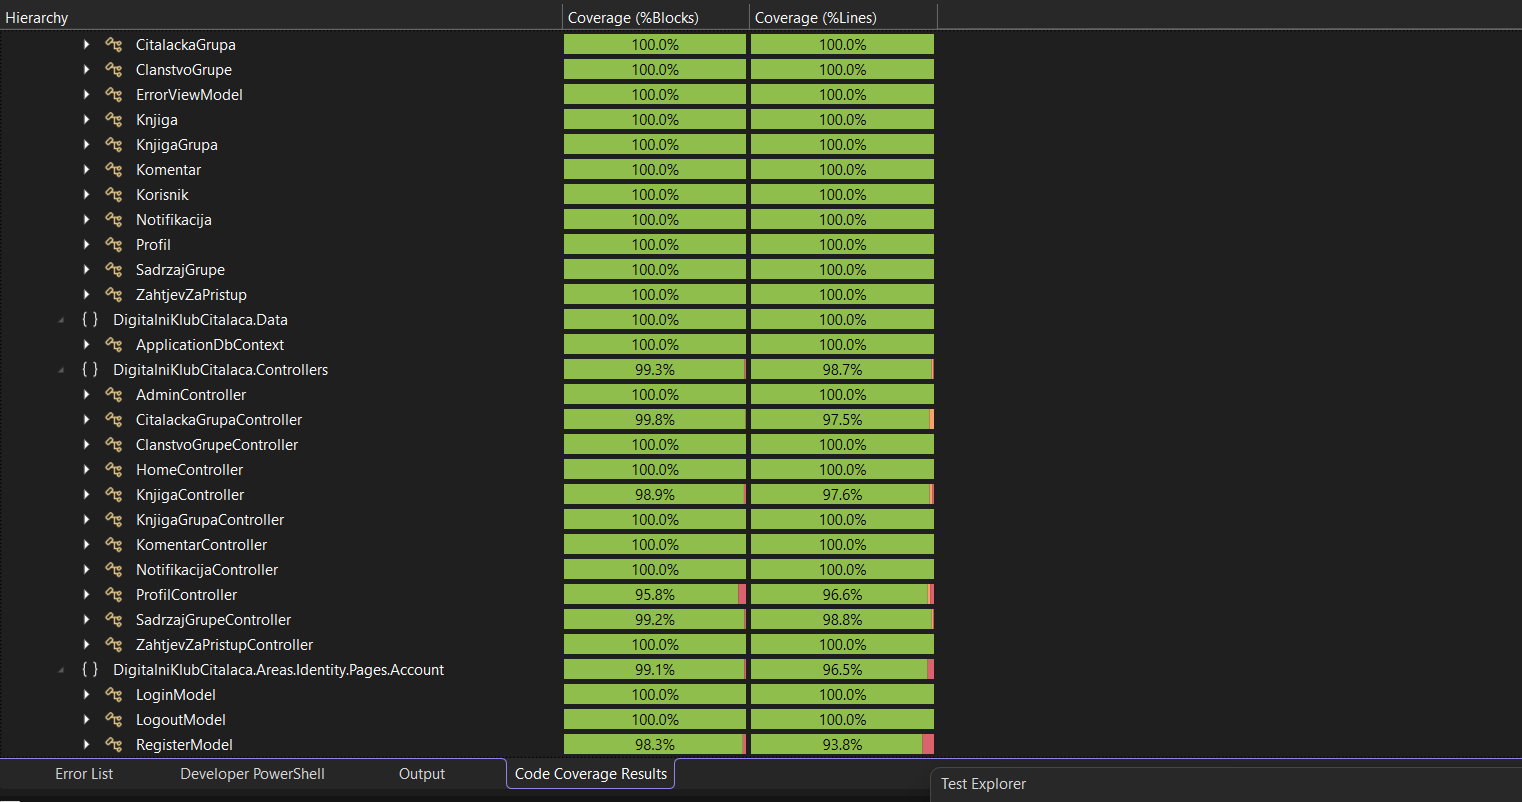 Hierarchy Coverage (%Blocks) Coverage (%Lines)
CitalackaGrupa 100.0% 100.0%
ClanstvoGrupe 100.0% 100.0%
ErrorViewModel 100.0% 100.0%
Knjiga 100.0% 100.0%
KnjigaGrupa 100.0% 100.0%
Komentar 100.0% 100.0%
Korisnik 100.0% 100.0%
Notifikacija 100.0% 100.0%
Profil 100.0% 100.0%
SadrzajGrupe 100.0% 100.0%
ZahtjevZaPristup 100.0% 100.0%
{ } DigitalniKlubCitalaca.Data 100.0% 100.0%
ApplicationDbContext 100.0% 100.0%
{ } DigitalniKlubCitalaca.Controllers 99.3% 98.7%
AdminController 100.0% 100.0%
CitalackaGrupaController 99.8% 97.5%
ClanstvoGrupeController 100.0% 100.0%
HomeController 100.0% 100.0%
KnjigaController 98.9% 97.6%
KnjigaGrupaController 100.0% 100.0%
KomentarController 100.0% 100.0%
NotifikacijaController 100.0% 100.0%
ProfilController 95.8% 96.6%
SadrzajGrupeController 99.2% 98.8%
ZahtjevZaPristupController 100.0% 100.0%
{ } DigitalniKlubCitalaca.Areas.Identity.Pages.Account 99.1% 96.5%
LoginModel 100.0% 100.0%
LogoutModel 100.0% 100.0%
RegisterModel 98.3% 93.8%
Error List Developer PowerShell Output Code Coverage Results
Test Explorer